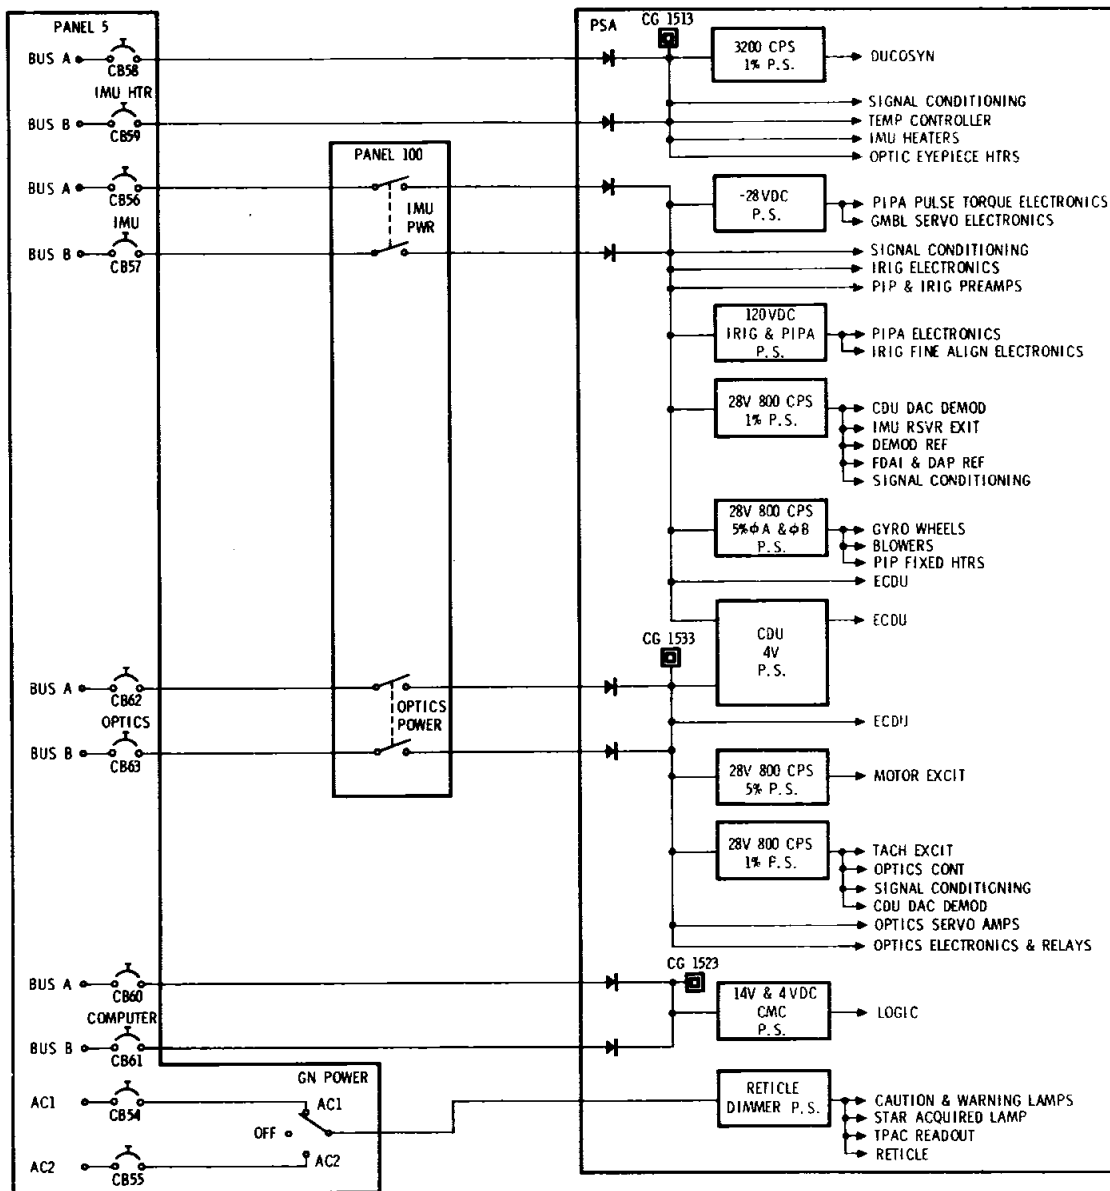 PANEL 5
BUS A
CB58
IMU HTR
BUS B
CB59
BUS A
CB56
IMU
BUS B
CB57
BUS A
CB62
OPTICS
BUS B
CB63
BUS A
CB60
COMPUTER
BUS B
CB61
GN POWER
AC1
CB54
AC1
OFF
AC2
AC2
CB55
PANEL 100
IMU
PWR
OPTICS
POWER
PSA
CG 1513
3200 CPS
1% P.S.
DUCOSYN
SIGNAL CONDITIONING
TEMP CONTROLLER
IMU HEATERS
OPTIC EYEPIECE HTRS
-28VDC
P.S.
PIPA PULSE TORQUE ELECTRONICS
GMBL SERVO ELECTRONICS
SIGNAL CONDITIONING
IRIG ELECTRONICS
PIP & IRIG PREAMPS
120VDC
IRIG & PIPA
P.S.
PIPA ELECTRONICS
IRIG FINE ALIGN ELECTRONICS
28V 800 CPS
1% P.S.
CDU DAC DEMOD
IMU RSVR EXIT
DEMOD REF
FDAI & DAP REF
SIGNAL CONDITIONING
28V 800 CPS
5% ΦA & ΦB
P.S.
GYRO WHEELS
BLOWERS
PIP FIXED HTRS
ECDU
CDU
4V
P.S.
ECDU
CG 1533
ECDU
28V 800 CPS
5% P.S.
MOTOR EXCIT
28V 800 CPS
1% P.S.
TACH EXCIT
OPTICS CONT
SIGNAL CONDITIONING
CDU DAC DEMOD
OPTICS SERVO AMPS
OPTICS ELECTRONICS & RELAYS
CG 1523
14V & 4VDC
CMC
P.S.
LOGIC
RETICLE
DIMMER P.S.
CAUTION & WARNING LAMPS
STAR ACQUIRED LAMP
TPAC READOUT
RETICLE